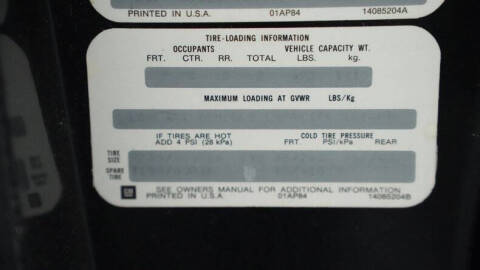 PRINTED IN U.S.A. 01AP84 14085204A
TIRE-LOADING INFORMATION
OCCUPANTS VEHICLE CAPACITY WT.
FRT. CTR. RR. TOTAL LBS. kg.
MAXIMUM LOADING AT GVWR LBS/Kg
IF TIRES ARE HOT COLD TIRE PRESSURE
ADD 4 PSI (28 kPa) FRT. PSI/kPa REAR
TIRE
SIZE
SPARE
TIRE
GM
SEE OWNERS MANUAL FOR ADDITIONAL INFORMATION
PRINTED IN U.S.A 01AP84 14085204B